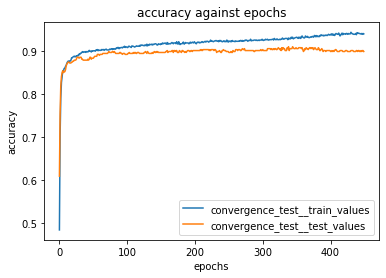 accuracy against epochs
accuracy
0.9
0.8
0.7
0.6
0.5
convergence_test__train_values
convergence_test__test_values
0 100 200 300 400
epochs